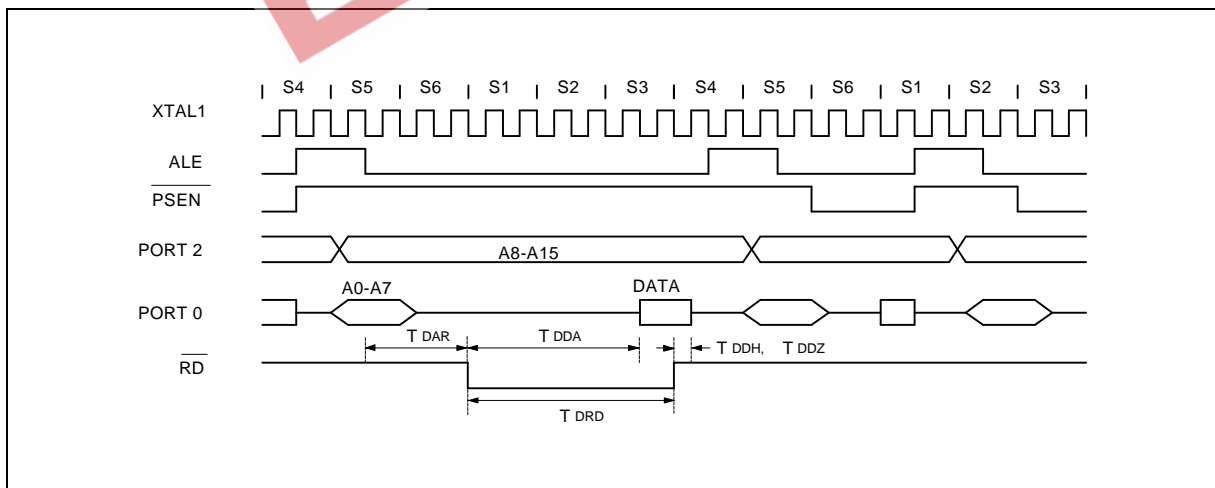 S4 S5 S6 S1 S2 S3 S4 S5 S6 S1 S2 S3
XTAL1
ALE
PSEN
PORT 2
A8-A15
A0-A7
DATA
PORT 0
T DAR
T DDA
T DDH, T DDZ
RD
T DRD